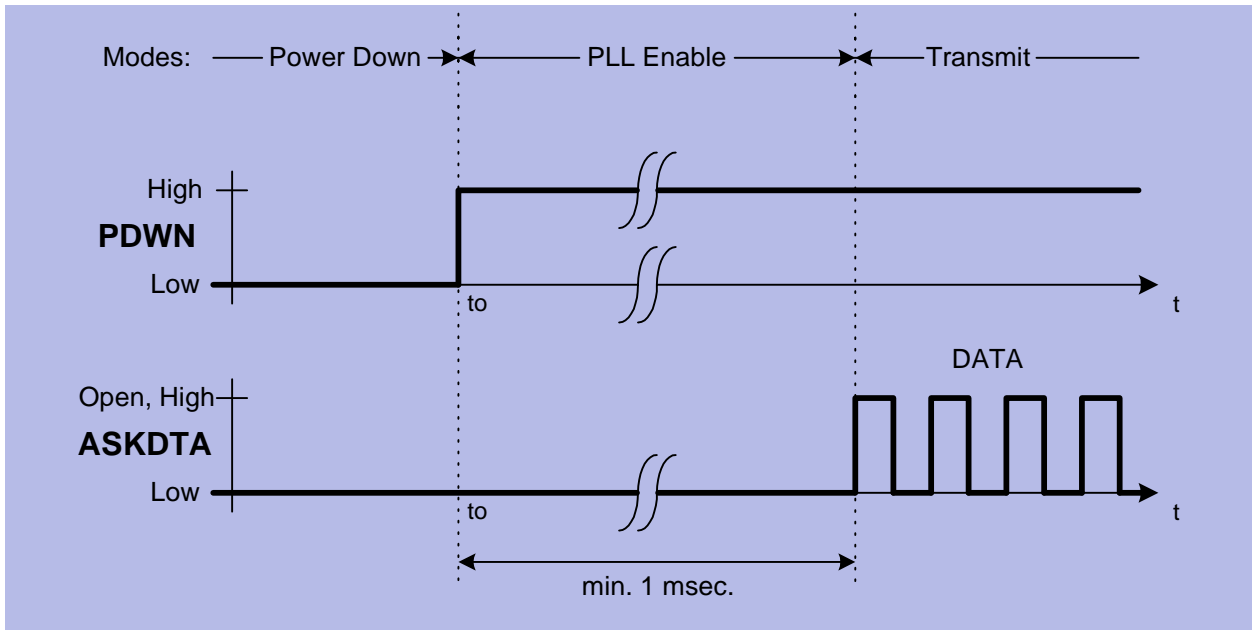 Modes: Power Down PLL Enable Transmit
High
PDWN
Low
to
t
DATA
Open, High
ASKDTA
Low
to
t
min. 1 msec.